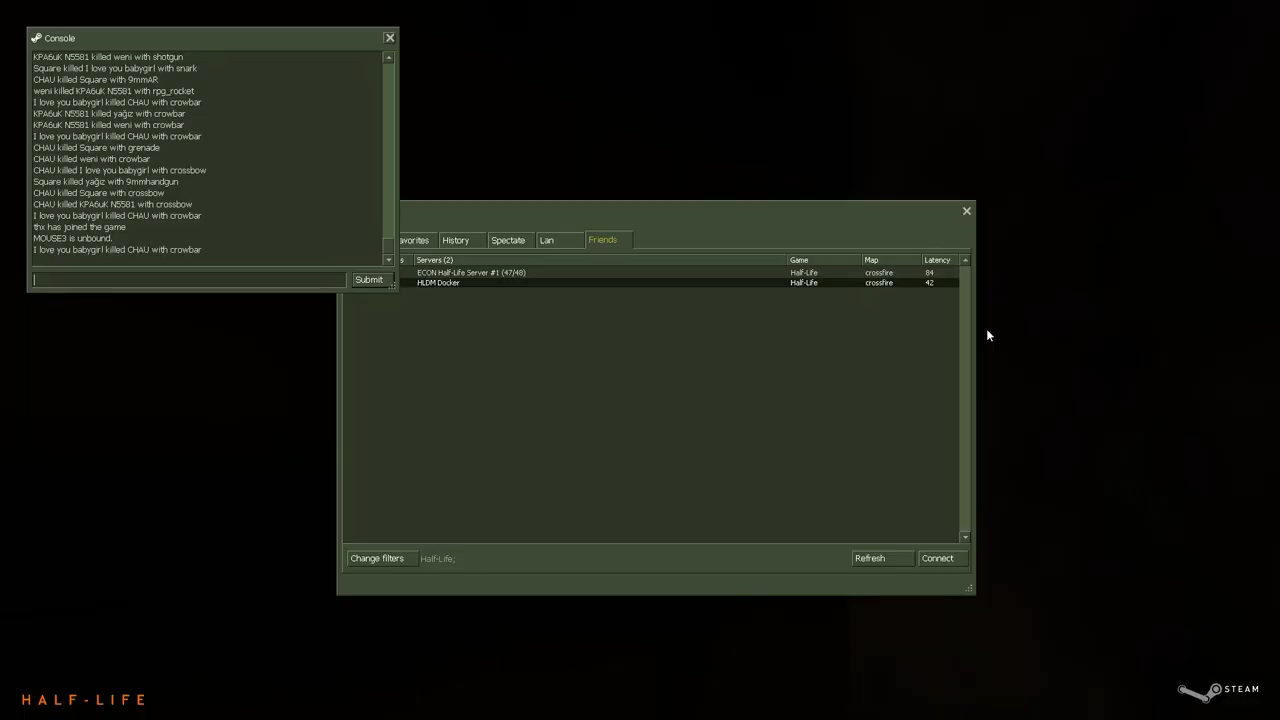 Console
KPA6uK N5581 killed weni with shotgun
Square killed I love you babygirl with snark
CHAU killed Square with 9mmAR
weni killed KPA6uK N5581 with rpg_rocket
I love you babygirl killed CHAU with crowbar
KPA6uK N5581 killed yağız with crowbar
KPA6uK N5581 killed weni with crowbar
I love you babygirl killed CHAU with crowbar
CHAU killed Square with grenade
CHAU killed weni with crowbar
CHAU killed I love you babygirl with crossbow
Square killed yağız with 9mmhandgun
CHAU killed Square with crossbow
CHAU killed KPA6uK N5581 with crossbow
I love you babygirl killed CHAU with crowbar
thx has joined the game
MOUSE3 is unbound.
I love you babygirl killed CHAU with crowbar
Submit
avorites History Spectate Lan Friends
s Servers (2) Game Map Latency
ECON Half-Life Server #1 (47/48) Half-Life crossfire 84
HLDM Docker Half-Life crossfire 42
Change filters Half-Life; Refresh Connect
HALF-LIFE
STEAM